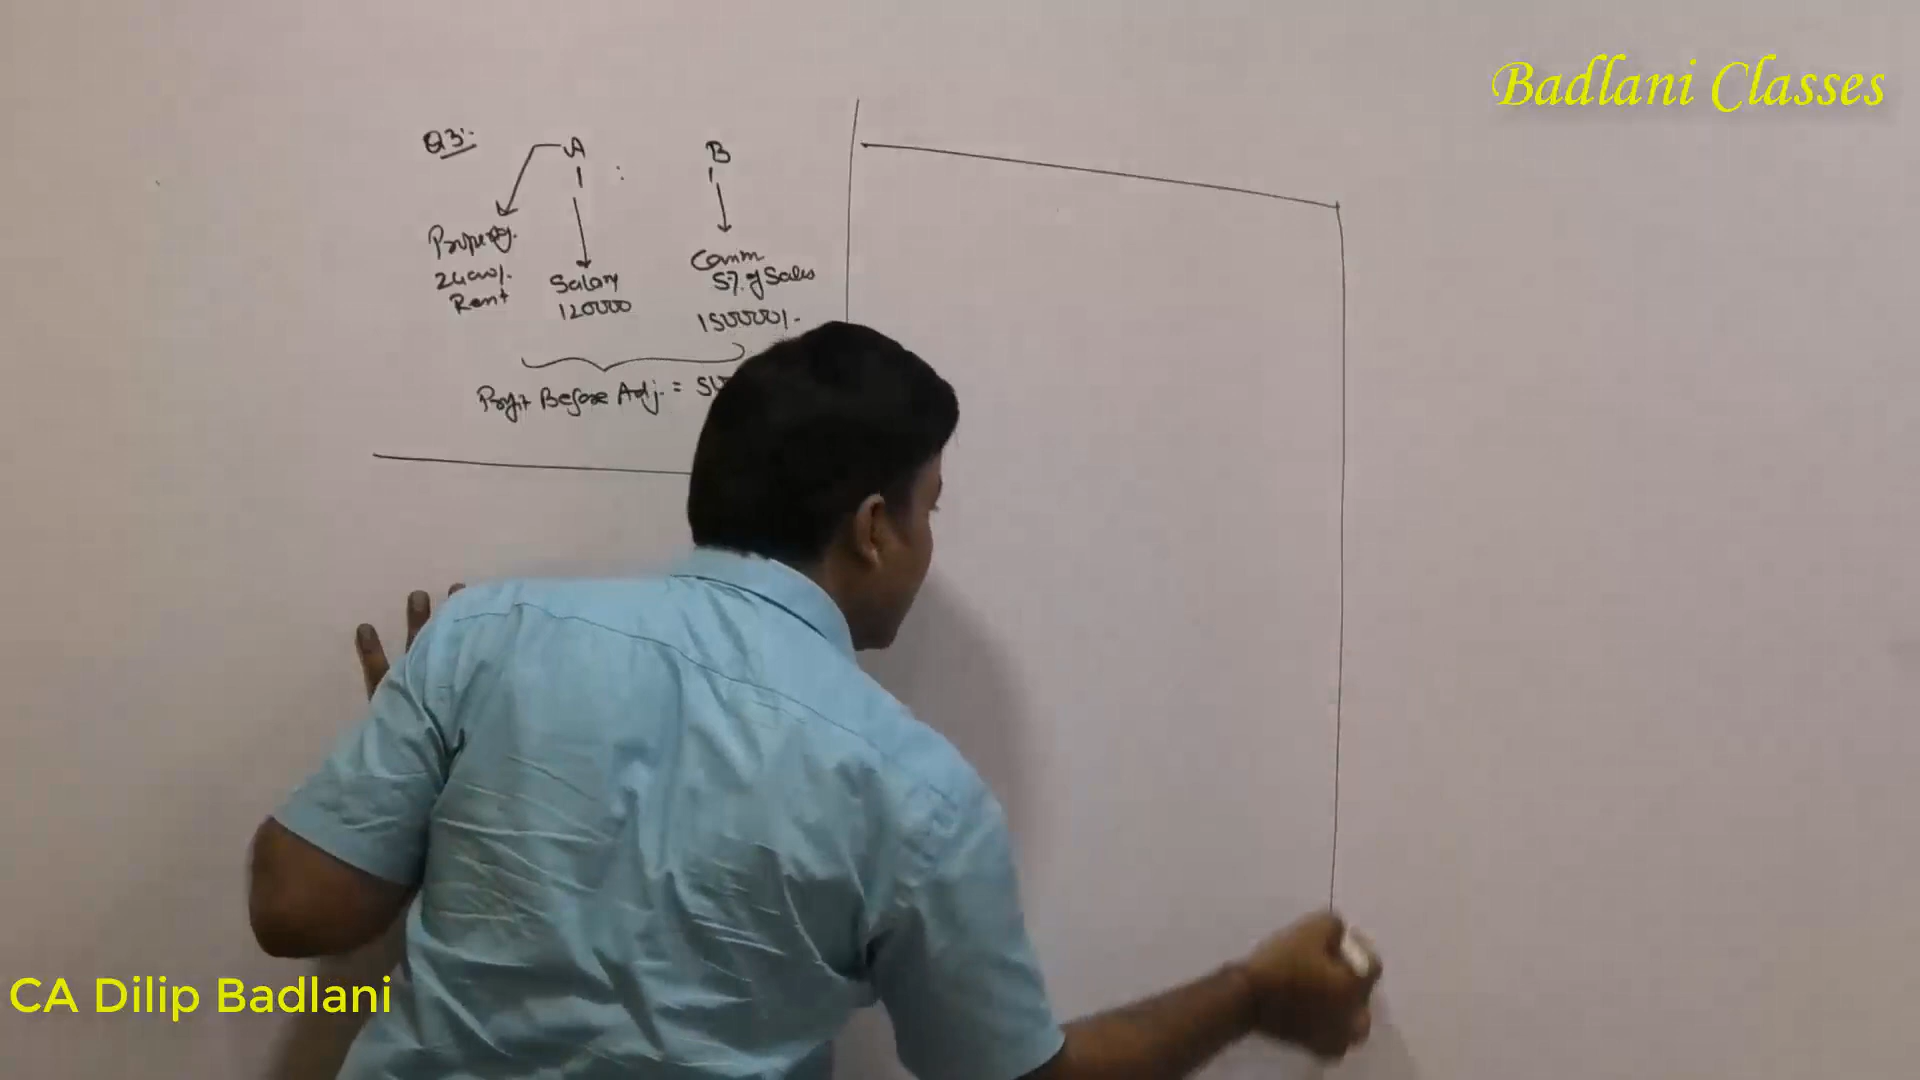 Badlani Classes
Q3:-
A : B
Property.
24000/.
Rent
Salary
120000
Comm
5% of Sales
1500000/-
Profit Before Adj. =
CA Dilip Badlani